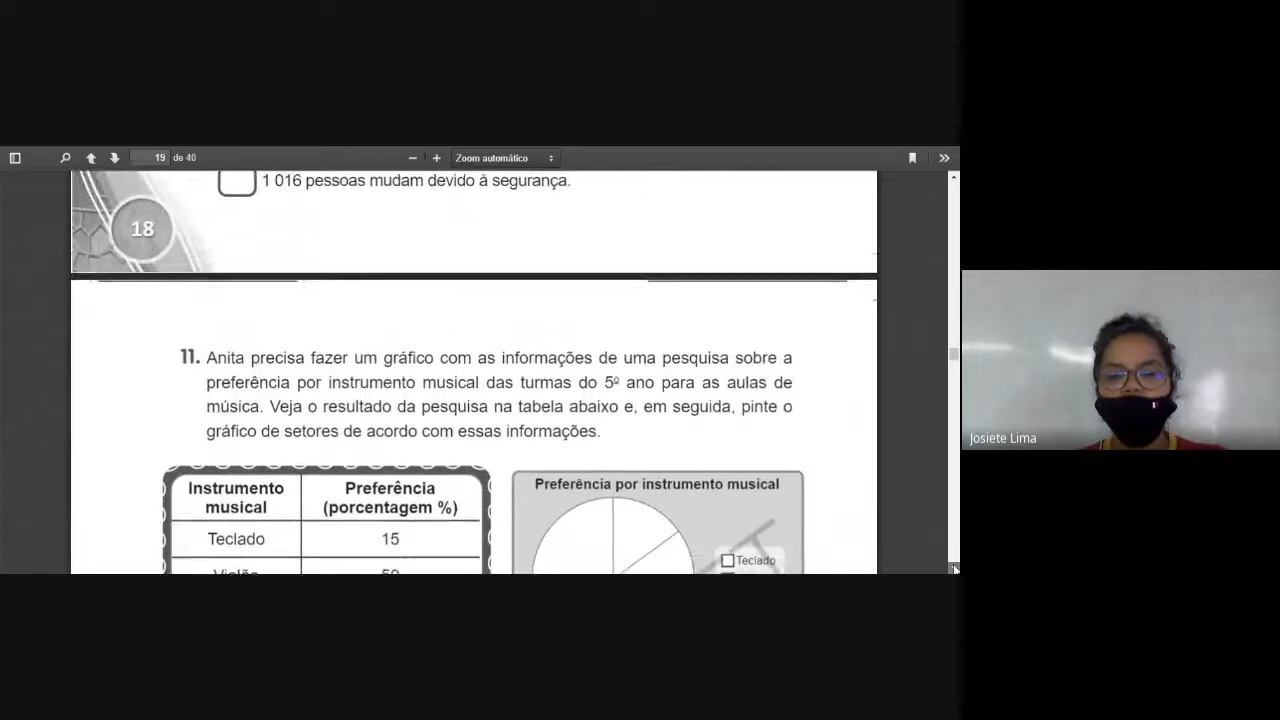 19 de 40
Zoom automático
1 016 pessoas mudam devido à segurança.
18
11. Anita precisa fazer um gráfico com as informações de uma pesquisa sobre a
preferência por instrumento musical das turmas do 5º ano para as aulas de
música. Veja o resultado da pesquisa na tabela abaixo e, em seguida, pinte o
gráfico de setores de acordo com essas informações.
Instrumento
musical
Preferência
(porcentagem %)
Teclado
15
Violão
50
Preferência por instrumento musical
Teclado
Josiete Lima